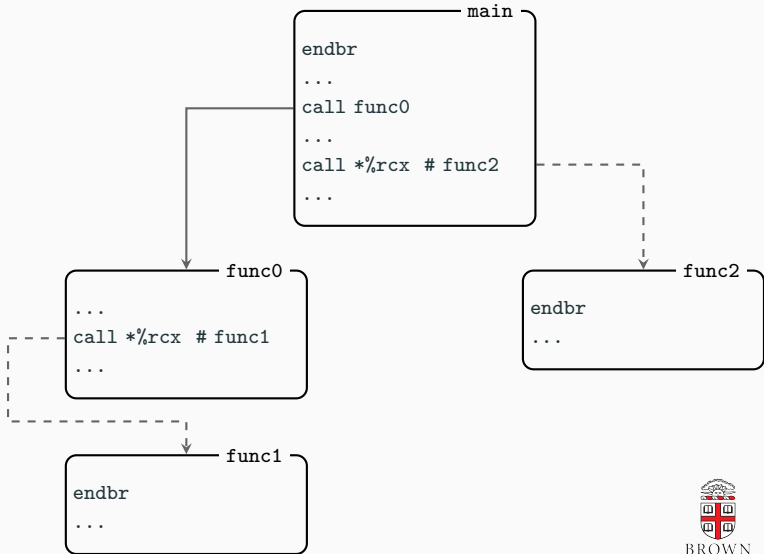 main
endbr
...
call func0
...
call *%rcx # func2
...
func0
...
call *%rcx # func1
...
func2
endbr
...
func1
endbr
...
BROWN